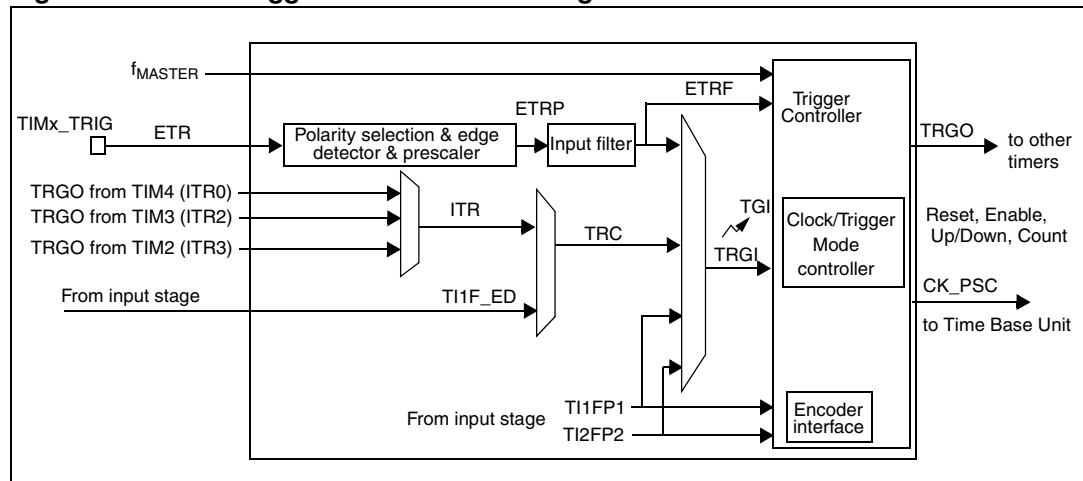 fMASTER
ETRF
ETRP
TIMx_TRIG
ETR
Polarity selection & edge
detector & prescaler
Input filter
Trigger
Controller
TRGO
to other
timers
TRGO from TIM4 (ITR0)
TRGO from TIM3 (ITR2)
TRGO from TIM2 (ITR3)
ITR
TRC
TGI
TRGI
Clock/Trigger
Mode
controller
Reset, Enable,
Up/Down, Count
From input stage
TI1F_ED
CK_PSC
to Time Base Unit
From input stage
TI1FP1
TI2FP2
Encoder
interface